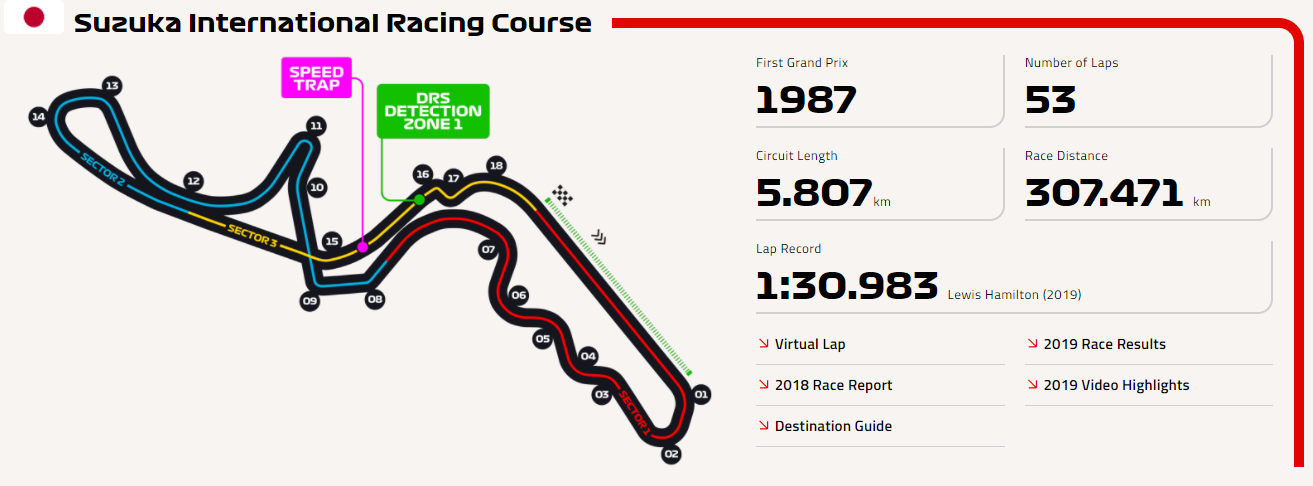 Suzuka International Racing Course
SPEED
TRAP
DRS
DETECTION
ZONE 1
13
14
11
12
10
16
17
18
SECTOR 2
SECTOR 3
15
09
08
07
06
05
04
03
SECTOR 1
01
02
First Grand Prix
1987
Number of Laps
53
Circuit Length
5.807 km
Race Distance
307.471 km
Lap Record
1:30.983 Lewis Hamilton (2019)
Virtual Lap
2019 Race Results
2018 Race Report
2019 Video Highlights
Destination Guide